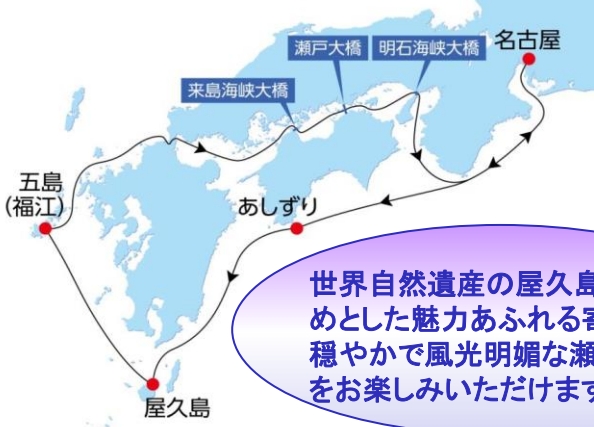 名古屋
瀬戸大橋
明石海峡大橋
来島海峡大橋
五島
(福江)
あしずり
屋久島
世界自然遺産の屋久島
めとした魅力あふれる寄
穏やかで風光明媚な瀬
をお楽しみいただけます